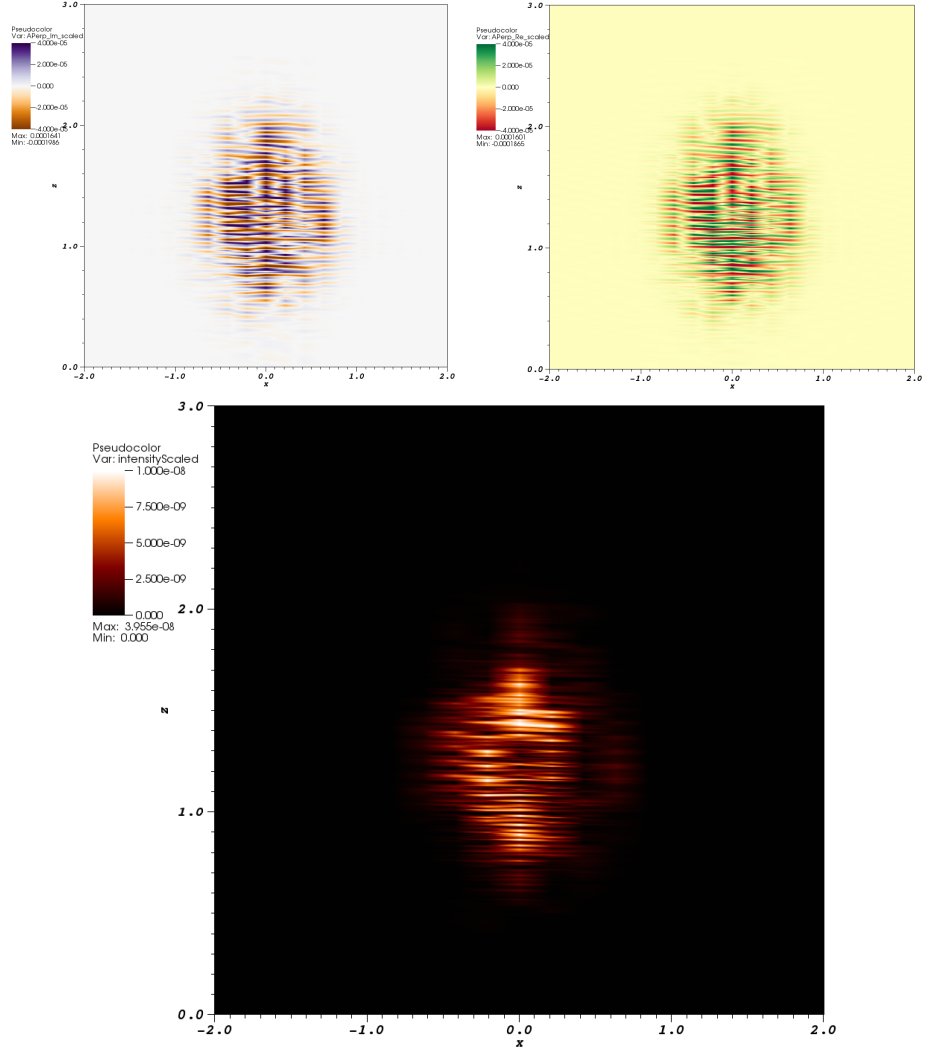 3.0
Pseudocolor
Var: APerp_Im_scaled
4.000e-05
2.000e-05
0.000
-2.000e-05
-4.000e-05
Max: 0.0001641
Min: -0.0001986
2.0
z
1.0
0.0
-2.0 -1.0 0.0 1.0 2.0
x
3.0
Pseudocolor
Var: APerp_Re_scaled
4.000e-05
2.000e-05
0.000
-2.000e-05
-4.000e-05
Max: 0.0001601
Min: -0.0001865
2.0
z
1.0
0.0
-2.0 -1.0 0.0 1.0 2.0
x
3.0
Pseudocolor
Var: intensityScaled
1.000e-08
7.500e-09
5.000e-09
2.500e-09
0.000
Max: 3.955e-08
Min: 0.000
2.0
z
1.0
0.0
-2.0 -1.0 0.0 1.0 2.0
x